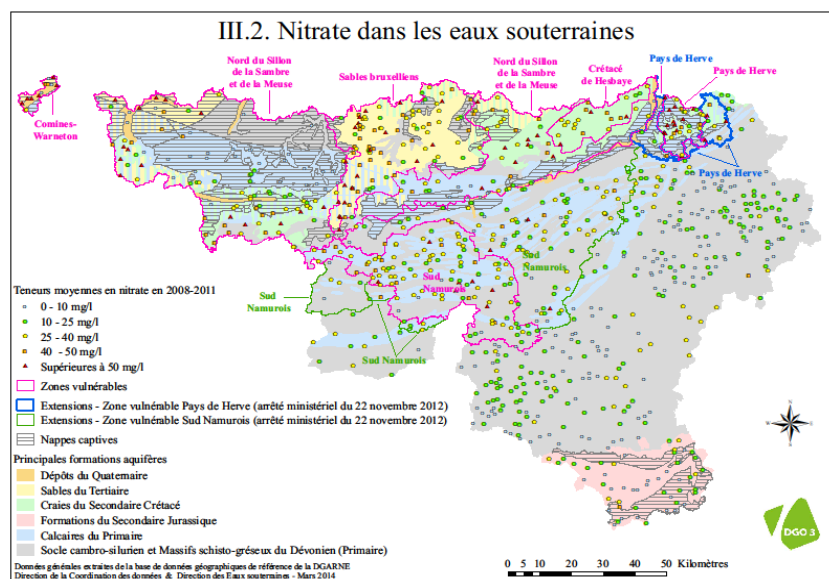 III.2. Nitrate dans les eaux souterraines
Nord du Sillon
de la Sambre
et de la Meuse
Sables bruxelliens
Nord du Sillon
de la Sambre
et de la Meuse
Crétacé
de Hesbaye
Pays de Herve
Pays de Herve
Comines-
Warneton
Pays de Herve
Sud
Namurois
Sud
Namurois
Sud
Namurois
Sud Namurois
Teneurs moyennes en nitrate en 2008-2011
0 - 10 mg/l
10 - 25 mg/l
25 - 40 mg/l
40 - 50 mg/l
Supérieures à 50 mg/l
Zones vulnérables
Extensions - Zone vulnérable Pays de Herve (arrêté ministériel du 22 novembre 2012)
Extensions - Zone vulnérable Sud Namurois (arrêté ministériel du 22 novembre 2012)
Nappes captives
Principales formations aquifères
Dépôts du Quaternaire
Sables du Tertiaire
Craies du Secondaire Crétacé
Formations du Secondaire Jurassique
Calcaires du Primaire
Socle cambro-silurien et Massifs schisto-gréseux du Dévonien (Primaire)
Données générales extraites de la base de données géographiques de référence de la DGARNE
Direction de la Coordination des données & Direction des Eaux souterraines - Mars 2014
0 5 10 20 30 40 50 Kilomètres
DGO 3